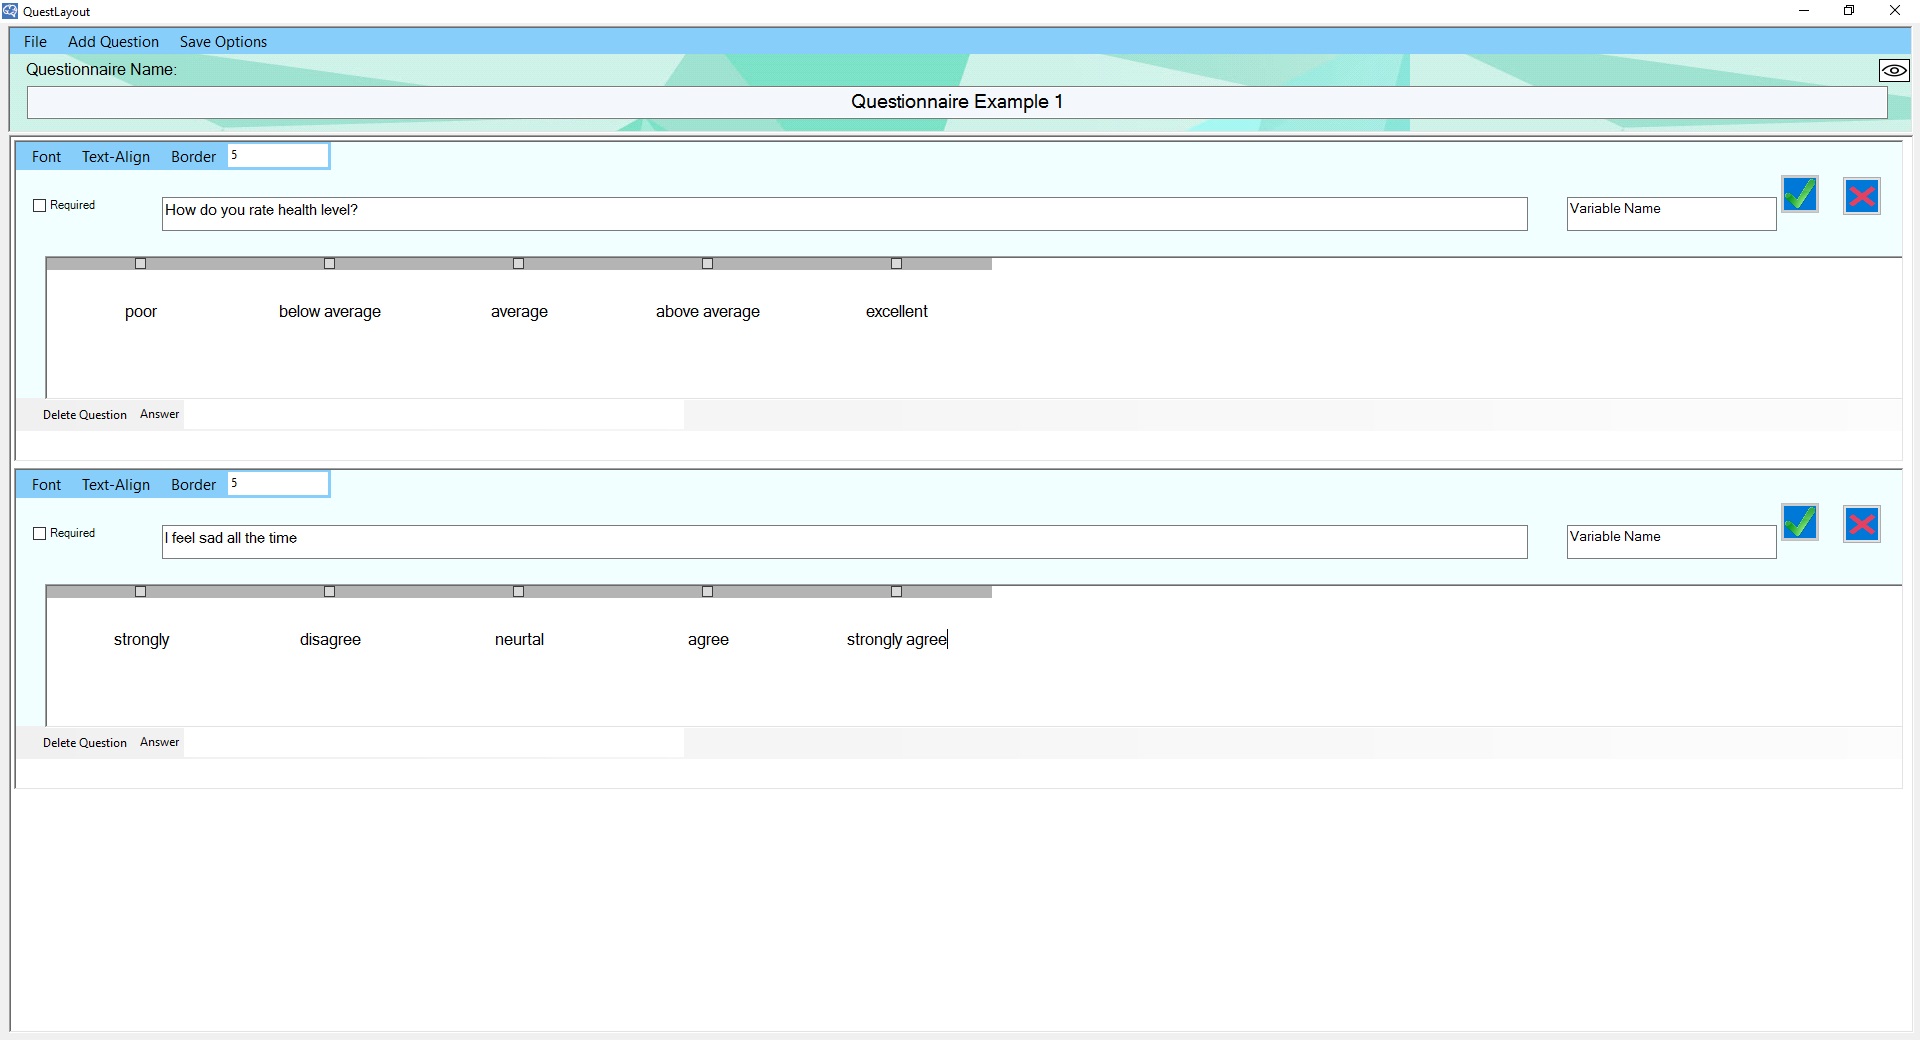 QuestLayout
File Add Question Save Options
Questionnaire Name:
Questionnaire Example 1
Font Text-Align Border 5
Required How do you rate health level? Variable Name
poor below average average above average excellent
Delete Question Answer
Font Text-Align Border 5
Required I feel sad all the time Variable Name
strongly disagree neurtal agree strongly agree
Delete Question Answer